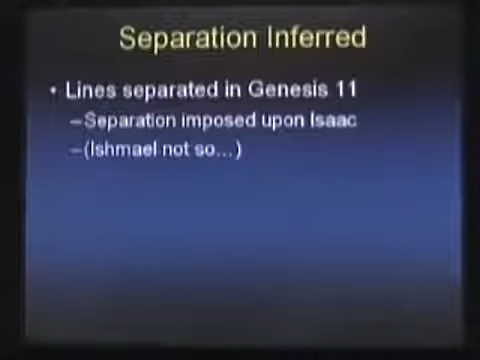 Separation Inferred
• Lines separated in Genesis 11
–Separation imposed upon Isaac
–(Ishmael not so...)